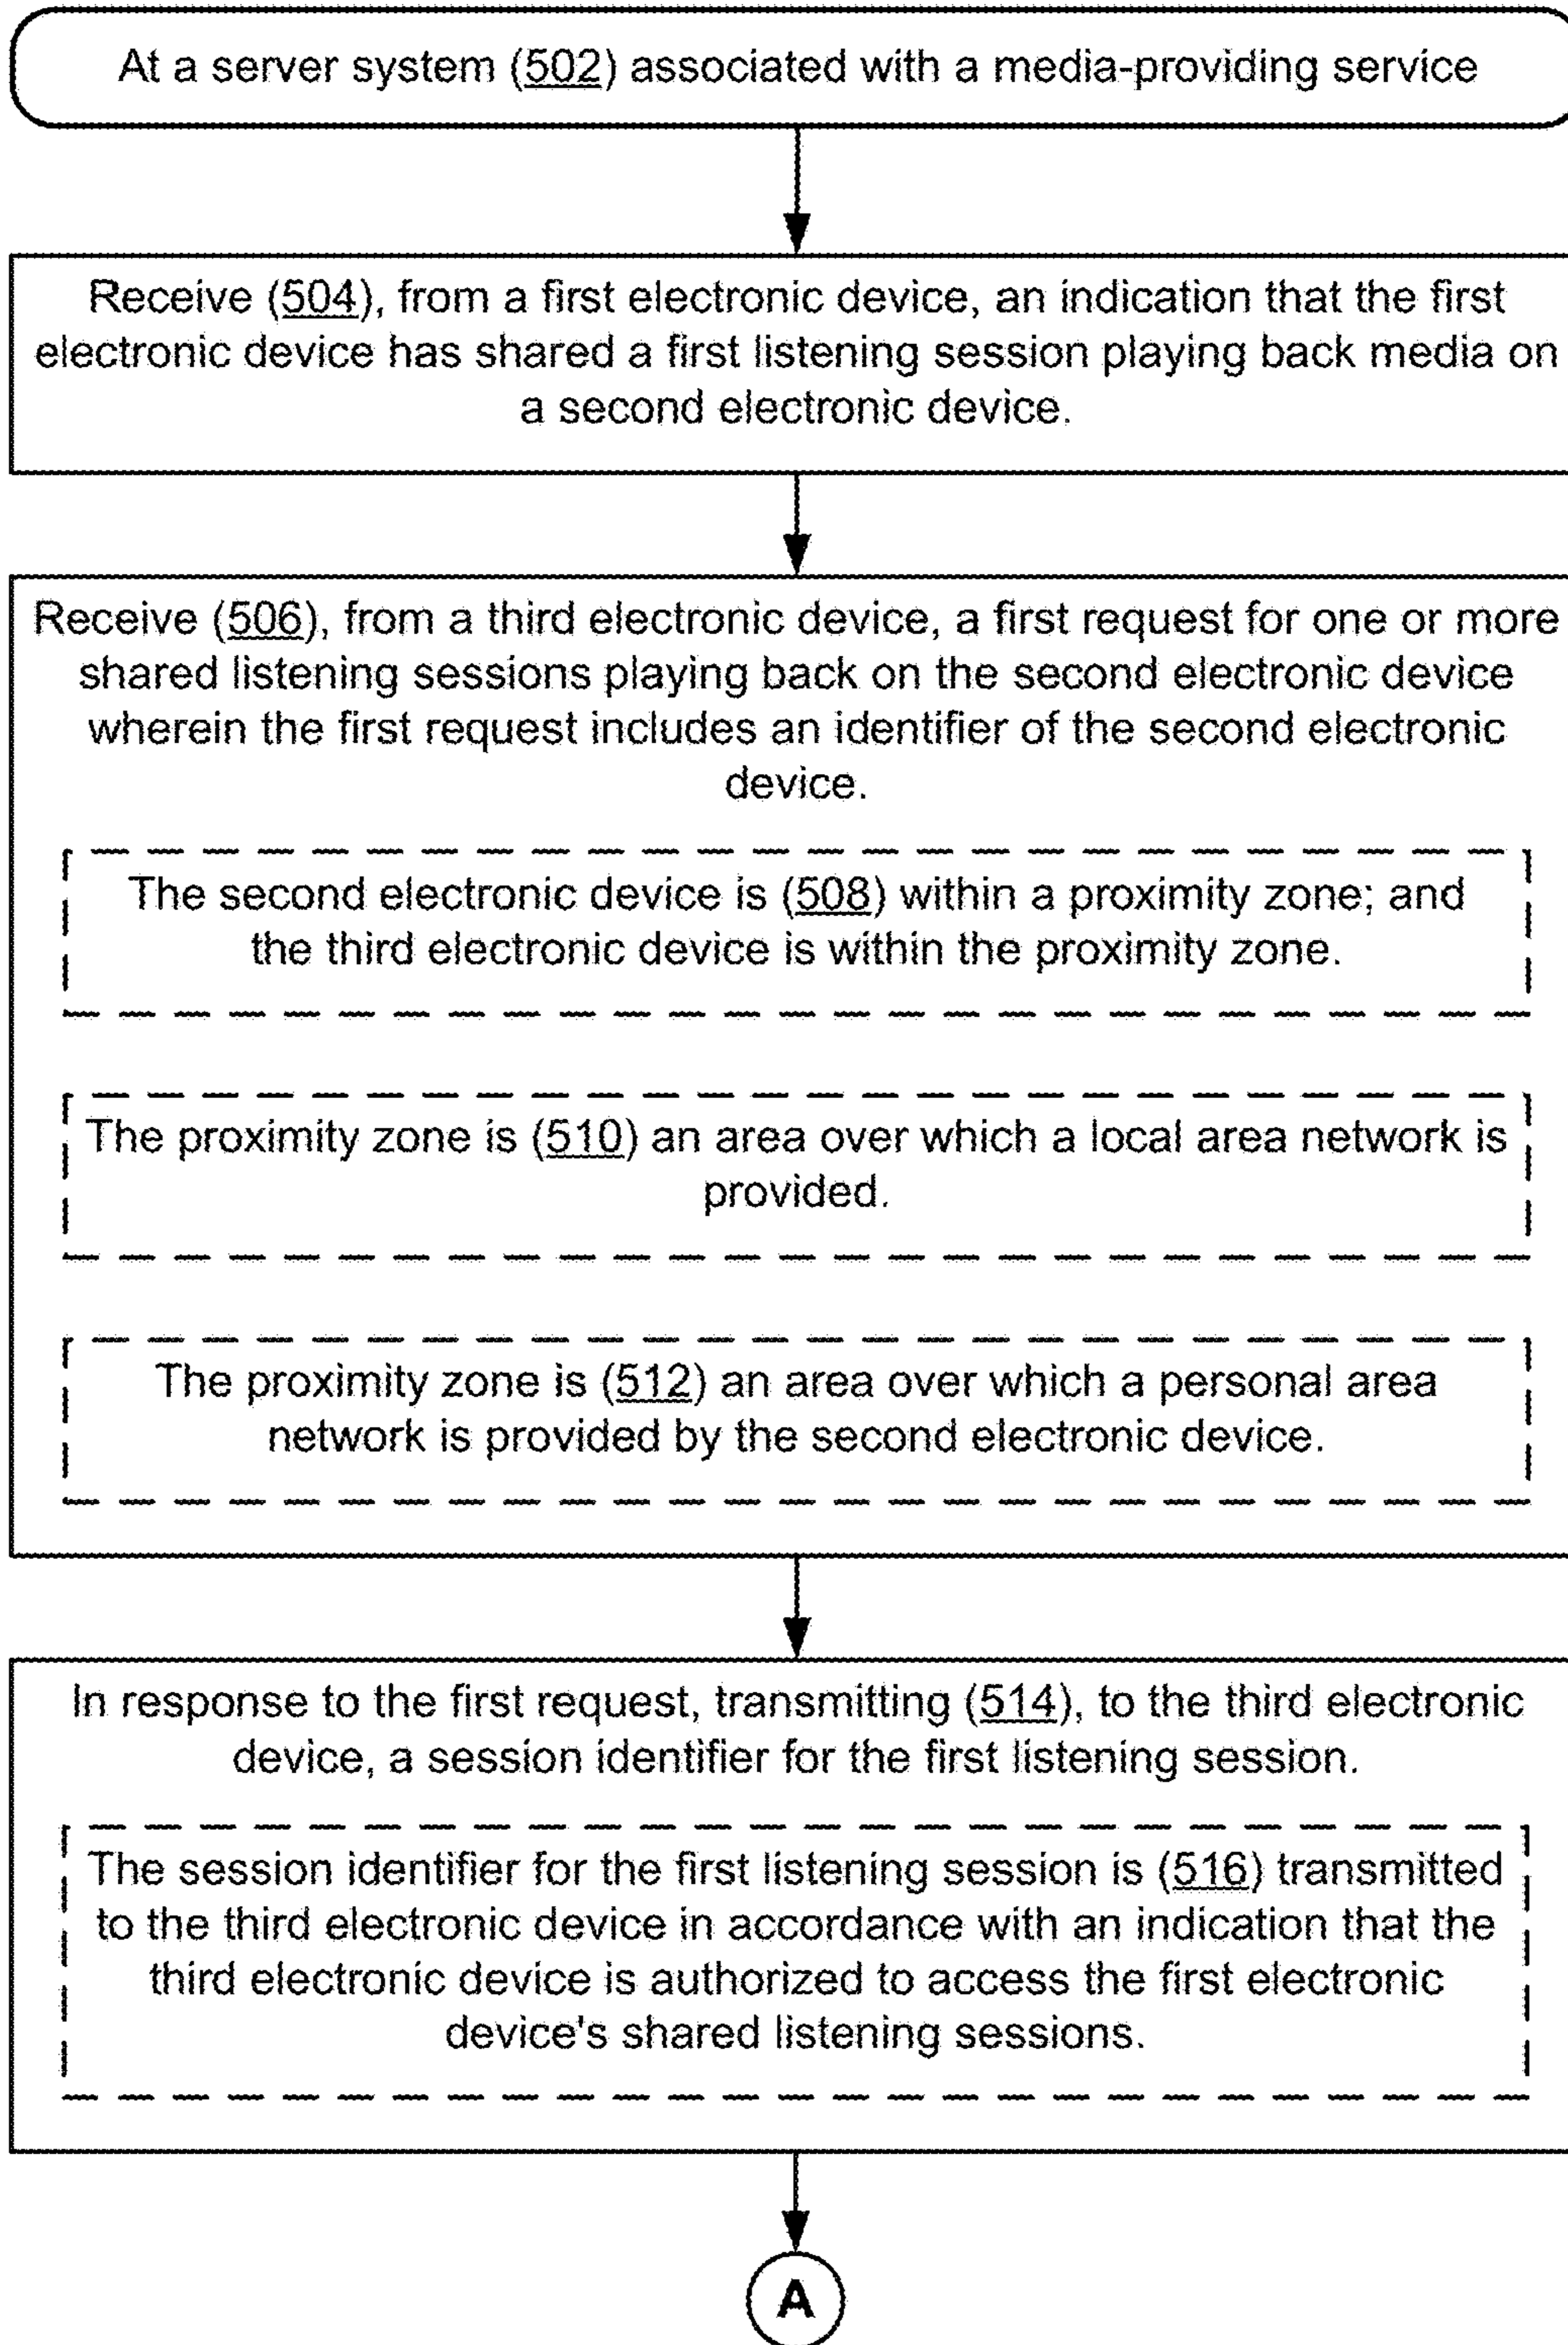 At a server system (502) associated with a media-providing service
Receive (504), from a first electronic device, an indication that the first
electronic device has shared a first listening session playing back media on
a second electronic device.
Receive (506), from a third electronic device, a first request for one or more
shared listening sessions playing back on the second electronic device
wherein the first request includes an identifier of the second electronic
device.
The second electronic device is (508) within a proximity zone; and
the third electronic device is within the proximity zone.
The proximity zone is (510) an area over which a local area network is
provided.
The proximity zone is (512) an area over which a personal area
network is provided by the second electronic device.
In response to the first request, transmitting (514), to the third electronic
device, a session identifier for the first listening session.
The session identifier for the first listening session is (516) transmitted
to the third electronic device in accordance with an indication that the
third electronic device is authorized to access the first electronic
device's shared listening sessions.
A